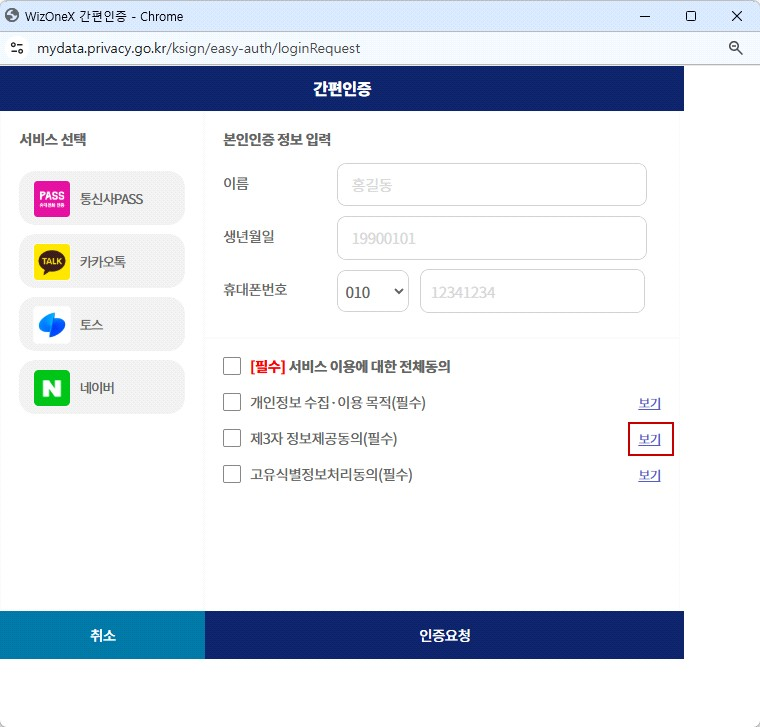 WizOneX 간편인증 - Chrome
mydata.privacy.go.kr/ksign/easy-auth/loginRequest
간편인증
서비스 선택
PASS
통신사PASS
TALK
카카오톡
토스
N
네이버
본인인증 정보 입력
이름
홍길동
생년월일
19900101
휴대폰번호
010
12341234
[필수] 서비스 이용에 대한 전체동의
개인정보 수집·이용 목적(필수) 보기
제3자 정보제공동의(필수) 보기
고유식별정보처리동의(필수) 보기
취소
인증요청